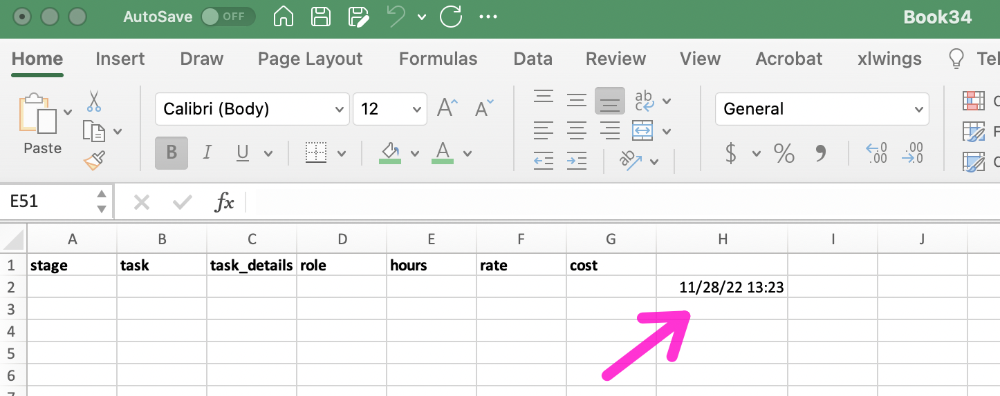 AutoSave OFF Book34
Home Insert Draw Page Layout Formulas Data Review View Acrobat xlwings Tel
Paste Calibri (Body) 12 General
B I U A $ % .00 .0
E51 fx
A B C D E F G H I J
1 stage task task_details role hours rate cost
2 11/28/22 13:23
3
4
5
6